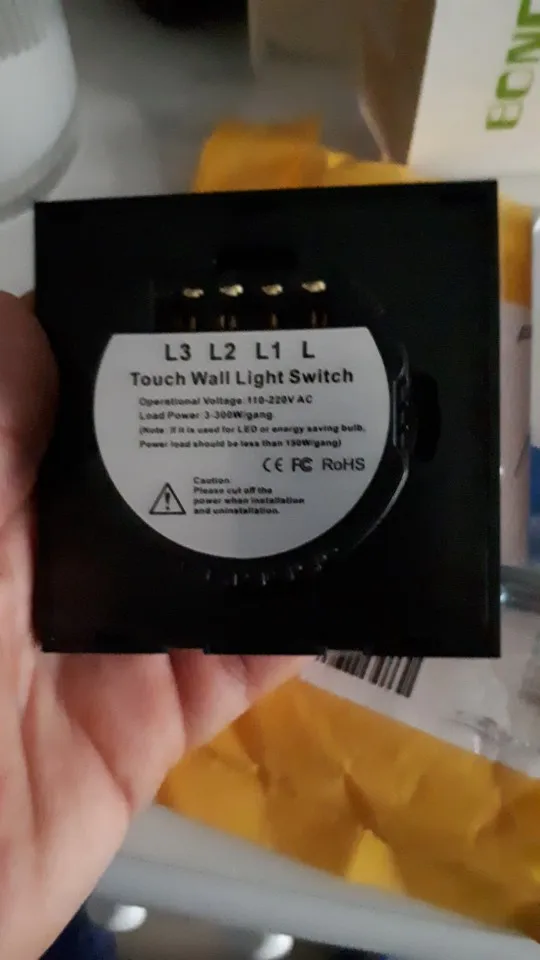 L3 L2 L1 L
Touch Wall Light Switch
Operational Voltage:110-220V AC
Load Power:3-300W/gang.
(Note: If it is used for LED or energy saving bulb,
Power load should be less than 150W/gang)
CE FC RoHS
Caution:
Please cut off the
power when installation
and uninstallation.